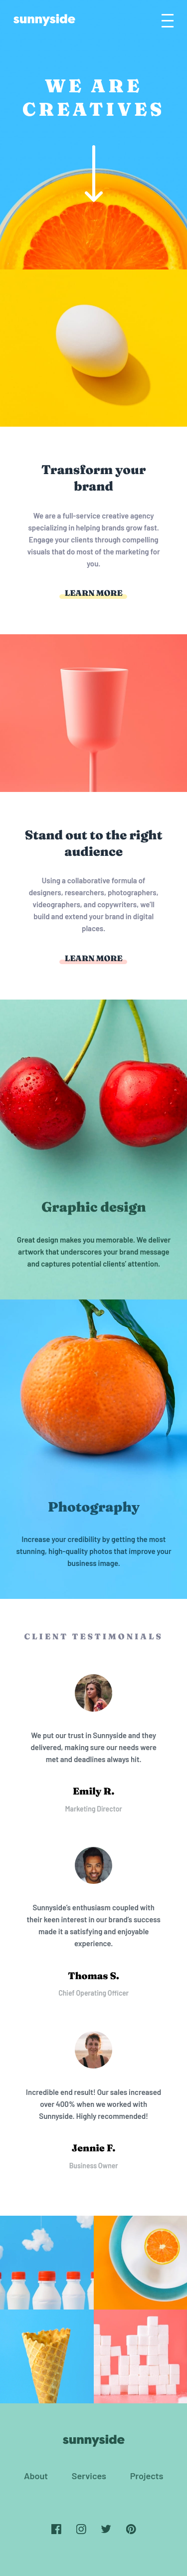 sunnyside
WE ARE
CREATIVES
Transform your
brand
We are a full-service creative agency
specializing in helping brands grow fast.
Engage your clients through compelling
visuals that do most of the marketing for
you.
LEARN MORE
Stand out to the right
audience
Using a collaborative formula of
designers, researchers, photographers,
videographers, and copywriters, we'll
build and extend your brand in digital
places.
LEARN MORE
Graphic design
Great design makes you memorable. We deliver
artwork that underscores your brand message
and captures potential clients' attention.
Photography
Increase your credibility by getting the most
stunning, high-quality photos that improve your
business image.
CLIENT TESTIMONIALS
We put our trust in Sunnyside and they
delivered, making sure our needs were
met and deadlines always hit.
Emily R.
Marketing Director
Sunnyside's enthusiasm coupled with
their keen interest in our brand's success
made it a satisfying and enjoyable
experience.
Thomas S.
Chief Operating Officer
Incredible end result! Our sales increased
over 400% when we worked with
Sunnyside. Highly recommended!
Jennie F.
Business Owner
sunnyside
About Services Projects